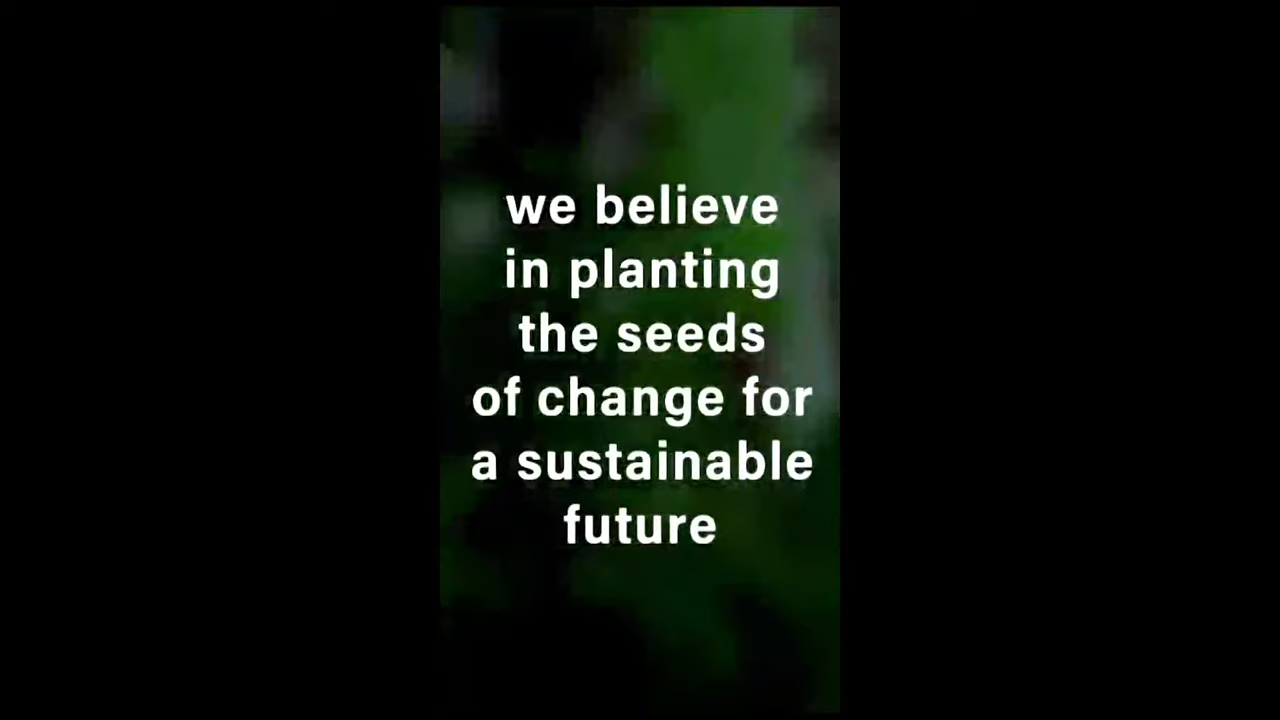 we believe
in planting
the seeds
of change for
a sustainable
future